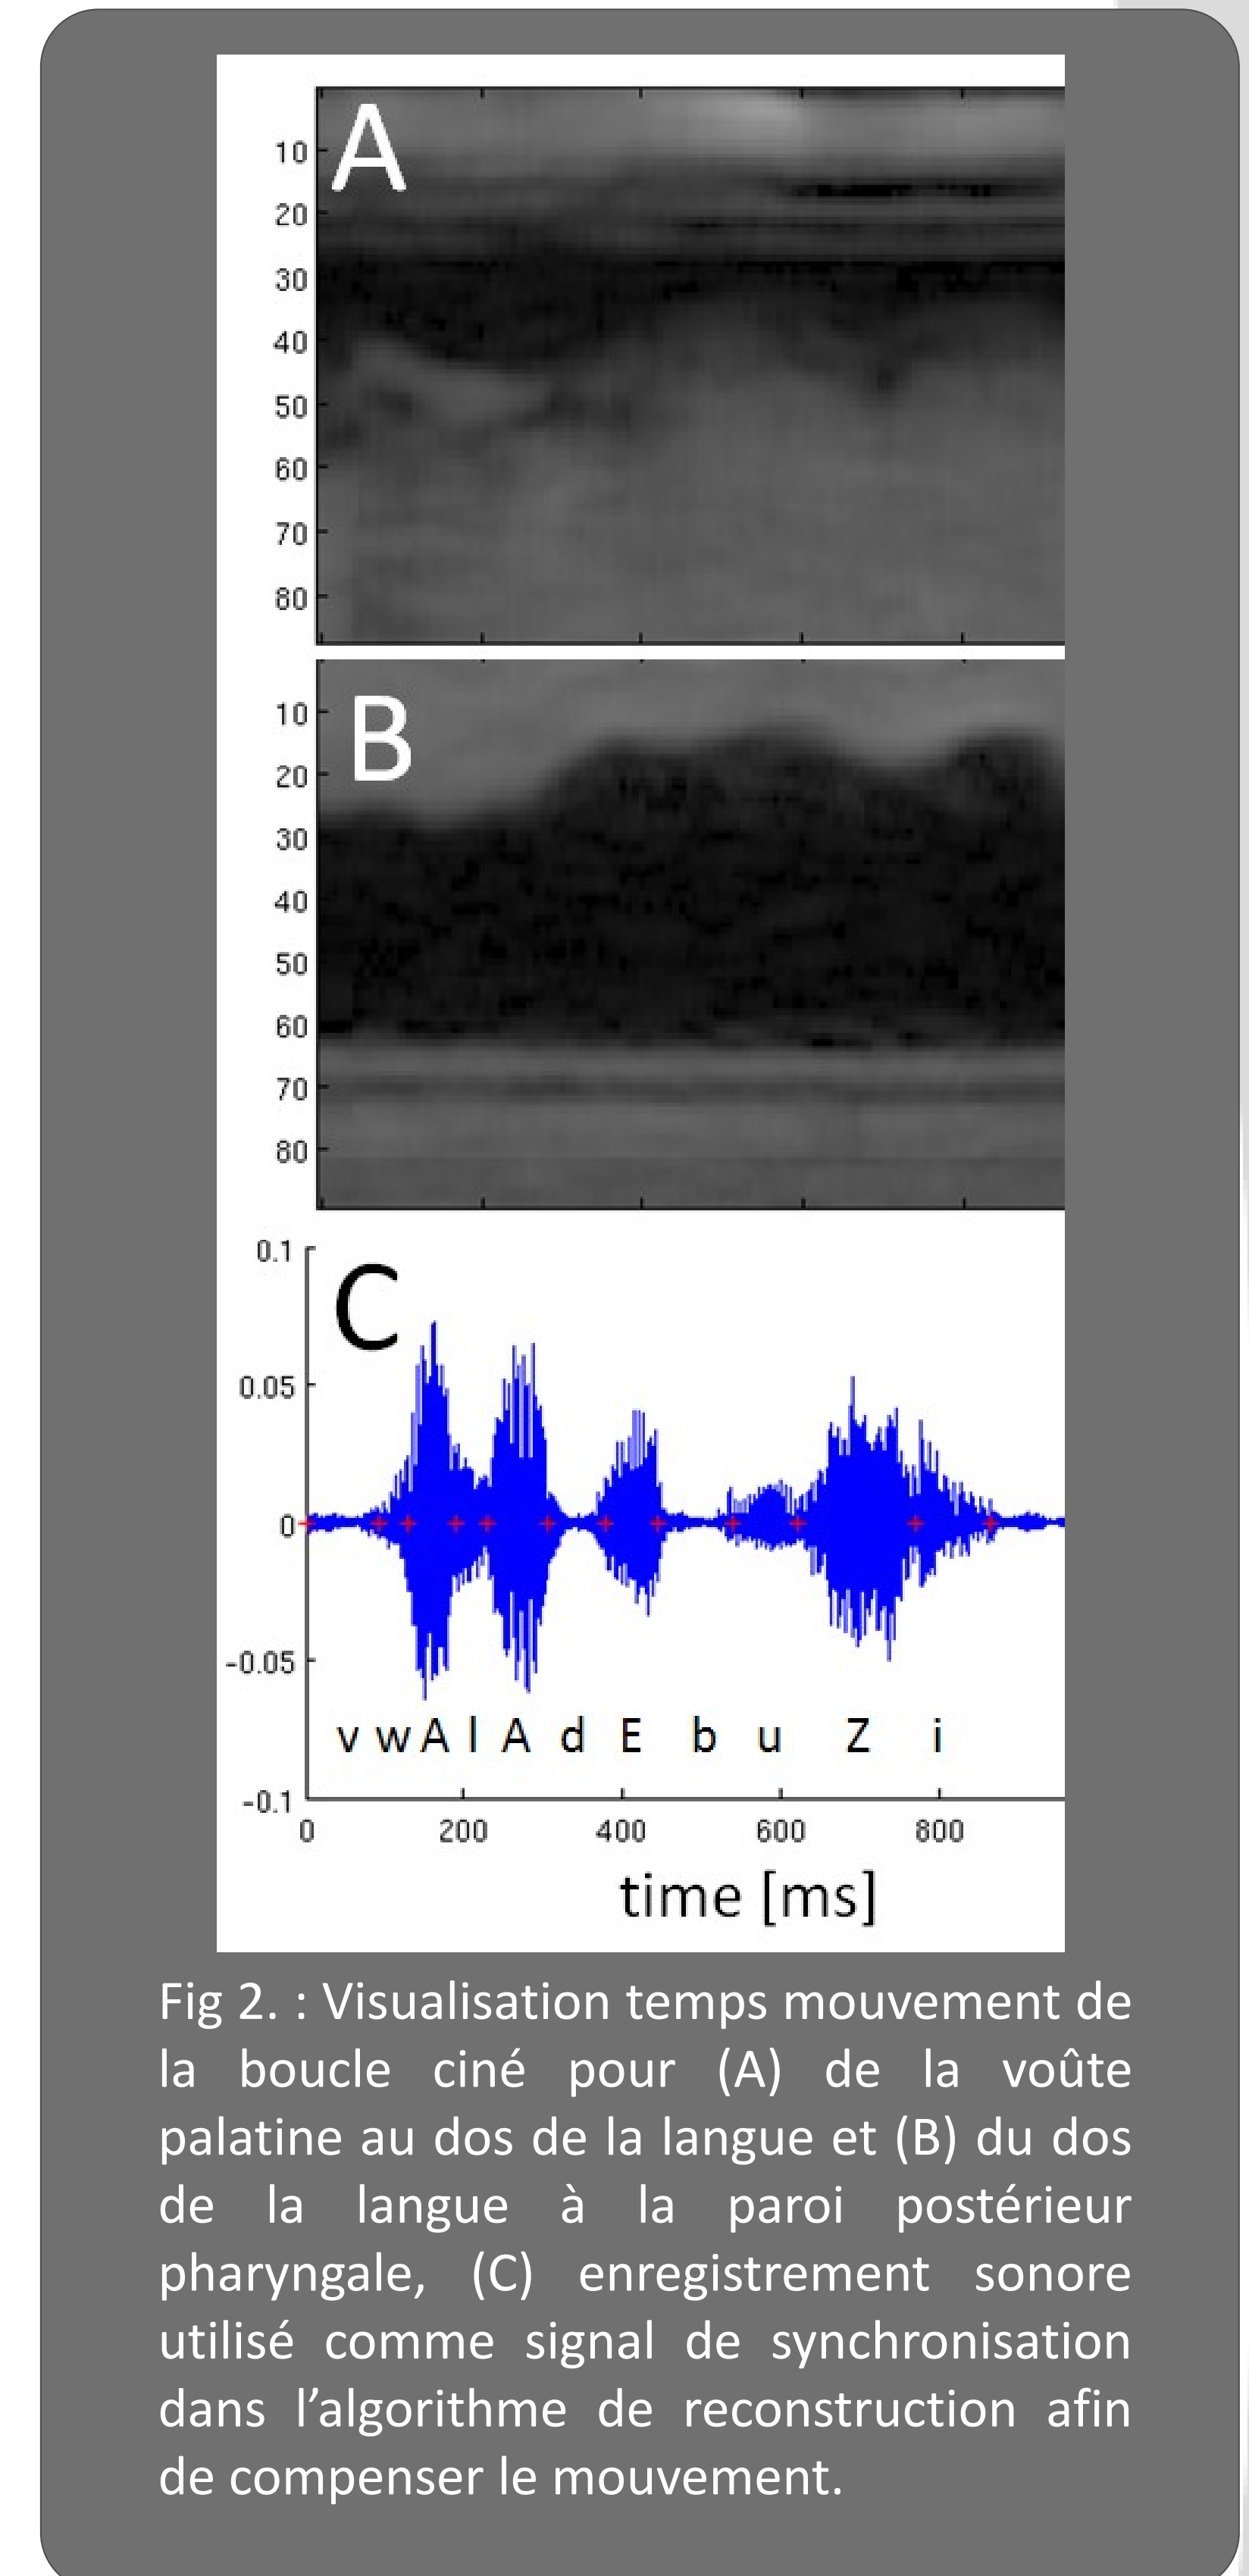 A
10
20
30
40
50
60
70
80
B
10
20
30
40
50
60
70
80
C
0.1
0.05
0
-0.05
-0.1
v w A l A d E b u Z i
0 200 400 600 800
time [ms]
Fig 2. : Visualisation temps mouvement de
la boucle ciné pour (A) de la voûte
palatine au dos de la langue et (B) du dos
de la langue à la paroi postérieur
pharyngale, (C) enregistrement sonore
utilisé comme signal de synchronisation
dans l’algorithme de reconstruction afin
de compenser le mouvement.